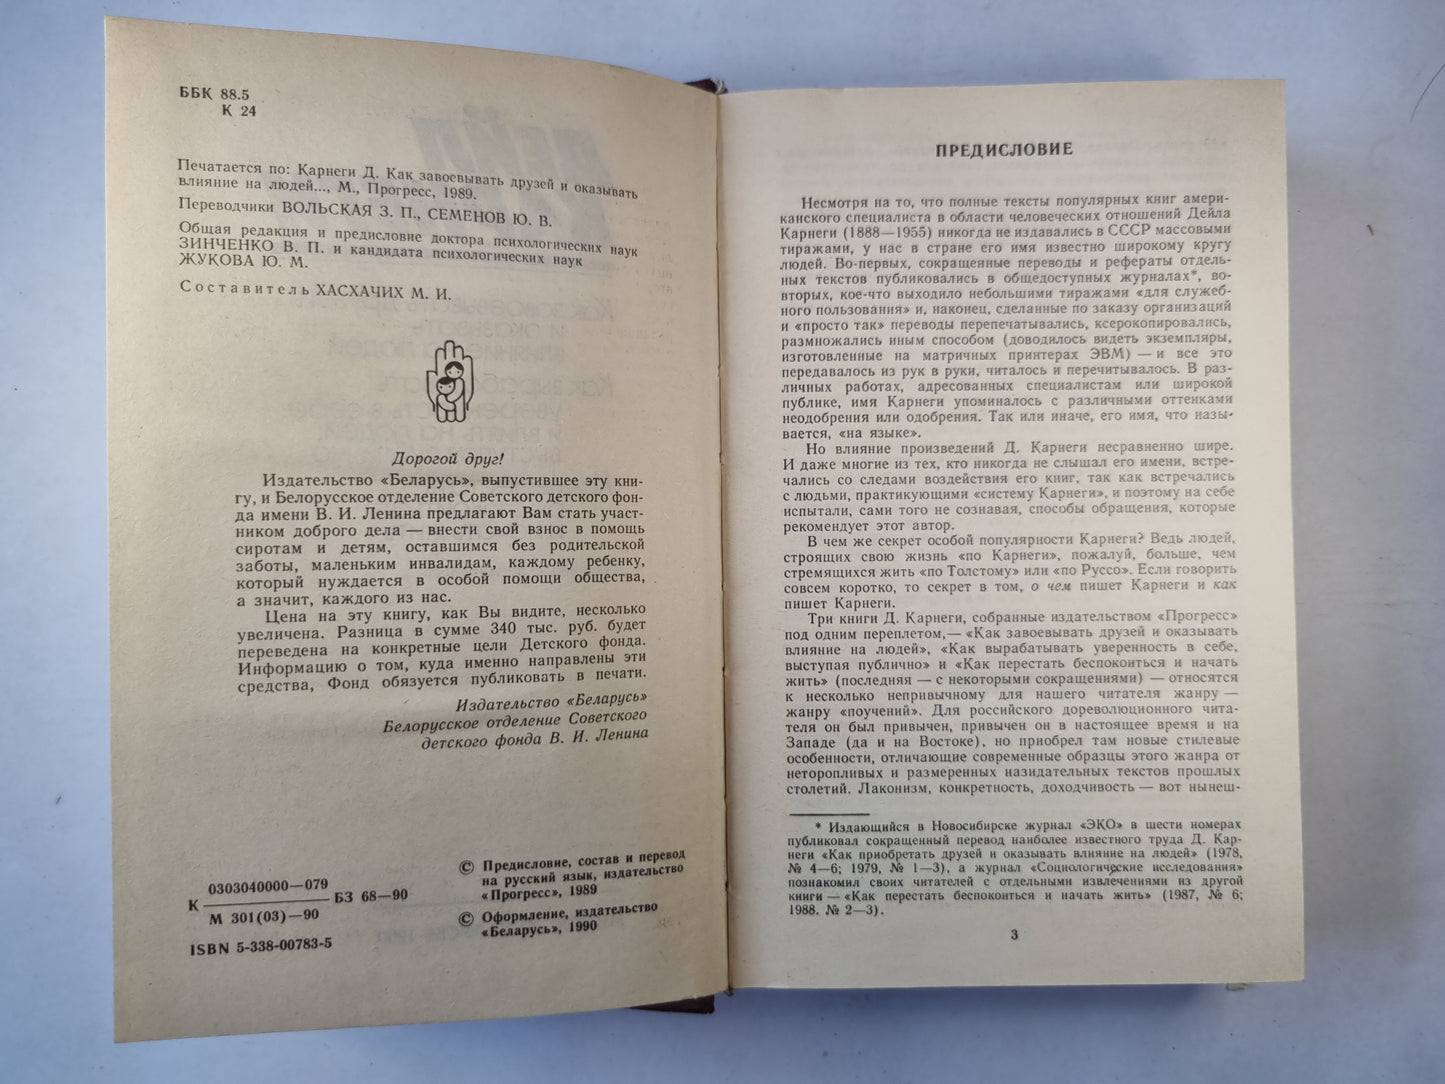 ББК 88.5
К 24
Печатается по: Карнеги Д. Как завоевывать друзей и оказывать
влияние на людей..., М., Прогресс, 1989.
Переводчики ВОЛЬСКАЯ З. П., СЕМЕНОВ Ю. В.
Общая редакция и предисловие доктора психологических наук
ЗИНЧЕНКО В. П. и кандидата психологических наук
ЖУКОВА Ю. М.
Составитель ХАСХАЧИХ М. И.
Дорогой друг!
Издательство «Беларусь», выпустившее эту кни-
гу, и Белорусское отделение Советского детского фон-
да имени В. И. Ленина предлагают Вам стать участ-
ником доброго дела — внести свой взнос в помощь
сиротам и детям, оставшимся без родительской
заботы, маленьким инвалидам, каждому ребенку,
который нуждается в особой помощи общества,
а значит, каждого из нас.
Цена на эту книгу, как Вы видите, несколько
увеличена. Разница в сумме 340 тыс. руб. будет
переведена на конкретные цели Детского фонда.
Информацию о том, куда именно направлены эти
средства, Фонд обязуется публиковать в печати.
Издательство «Беларусь»
Белорусское отделение Советского
детского фонда В. И. Ленина
К 0303040000—079
М 301(03)—90 БЗ 68—90
ISBN 5-338-00783-5
© Предисловие, состав и перевод
на русский язык, издательство
«Прогресс», 1989
© Оформление, издательство
«Беларусь», 1990
ПРЕДИСЛОВИЕ
Несмотря на то, что полные тексты популярных книг амери-
канского специалиста в области человеческих отношений Дейла
Карнеги (1888—1955) никогда не издавались в СССР массовыми
тиражами, у нас в стране его имя известно широкому кругу
людей. Во-первых, сокращенные переводы и рефераты отдель-
ных текстов публиковались в общедоступных журналах*, во-
вторых, кое-что выходило небольшими тиражами «для служеб-
ного пользования» и, наконец, сделанные по заказу организаций
и «просто так» переводы перепечатывались, ксерокопировались,
размножались иным способом (доводилось видеть экземпляры,
изготовленные на матричных принтерах ЭВМ) — и все это
передавалось из рук в руки, читалось и перечитывалось. В раз-
личных работах, адресованных специалистам или широкой
публике, имя Карнеги упоминалось с различными оттенками
неодобрения или одобрения. Так или иначе, его имя, что назы-
вается, «на языке».
Но влияние произведений Д. Карнеги несравненно шире.
И даже многие из тех, кто никогда не слышал его имени, встре-
чались со следами воздействия его книг, так как встречались
с людьми, практикующими «систему Карнеги», и поэтому на себе
испытали, сами того не сознавая, способы обращения, которые
рекомендует этот автор.
В чем же секрет особой популярности Карнеги? Ведь людей,
строящих свою жизнь «по Карнеги», пожалуй, больше, чем
стремящихся жить «по Толстому» или «по Руссо». Если говорить
совсем коротко, то секрет в том, о чем пишет Карнеги и как
пишет Карнеги.
Три книги Д. Карнеги, собранные издательством «Прогресс»
под одним переплетом,— «Как завоевывать друзей и оказывать
влияние на людей», «Как вырабатывать уверенность в себе,
выступая публично» и «Как перестать беспокоиться и начать
жить» (последняя — с некоторыми сокращениями) — относятся
к несколько непривычному для нашего читателя жанру —
жанру «поучений». Для российского дореволюционного чита-
теля он был привычен, привычен он в настоящее время и на
Западе (да и на Востоке), но приобрел там новые стилевые
особенности, отличающие современные образцы этого жанра от
неторопливых и размеренных назидательных текстов прошлых
столетий. Лаконизм, конкретность, доходчивость — вот нынеш-
* Издающийся в Новосибирске журнал «ЭКО» в шести номерах
публиковал сокращенный перевод наиболее известного труда Д. Кар-
неги «Как приобретать друзей и оказывать влияние на людей» (1978,
№ 4—6; 1979, № 1—3), а журнал «Социологические исследования»
познакомил своих читателей с отдельными извлечениями из другой
книги — «Как перестать беспокоиться и начать жить» (1987, № 6;
1988. № 2—3).
3